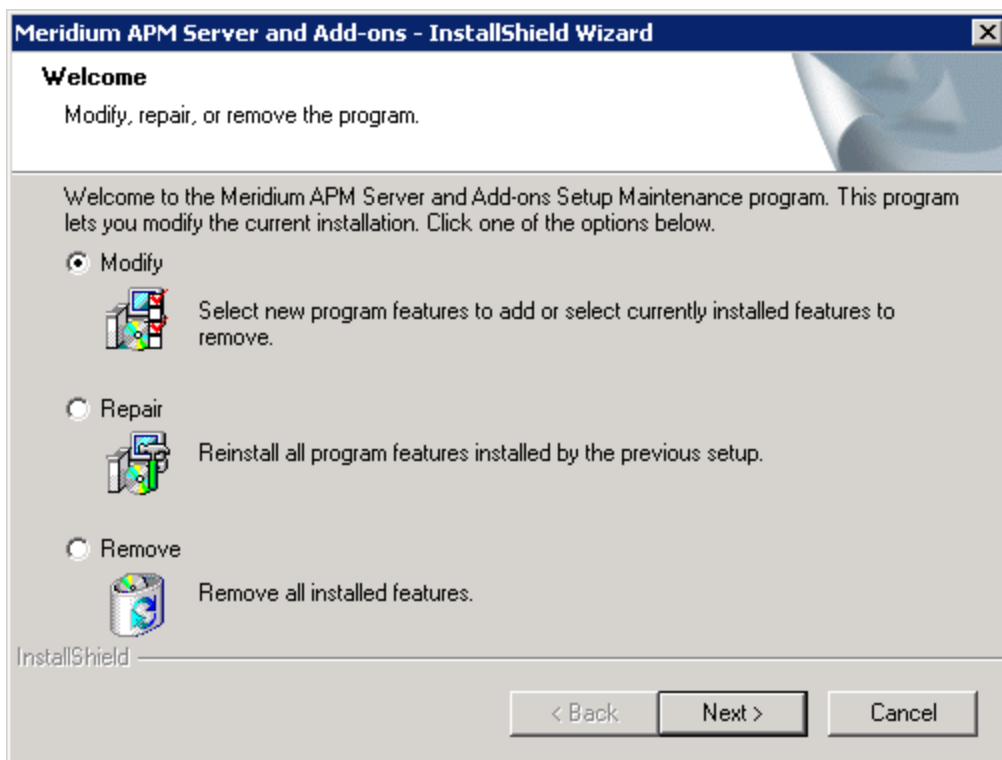 Meridium APM Server and Add-ons - InstallShield Wizard
Welcome
Modify, repair, or remove the program.
Welcome to the Meridium APM Server and Add-ons Setup Maintenance program. This program
lets you modify the current installation. Click one of the options below.
Modify
Select new program features to add or select currently installed features to
remove.
Repair
Reinstall all program features installed by the previous setup.
Remove
Remove all installed features.
InstallShield
< Back
Next >
Cancel